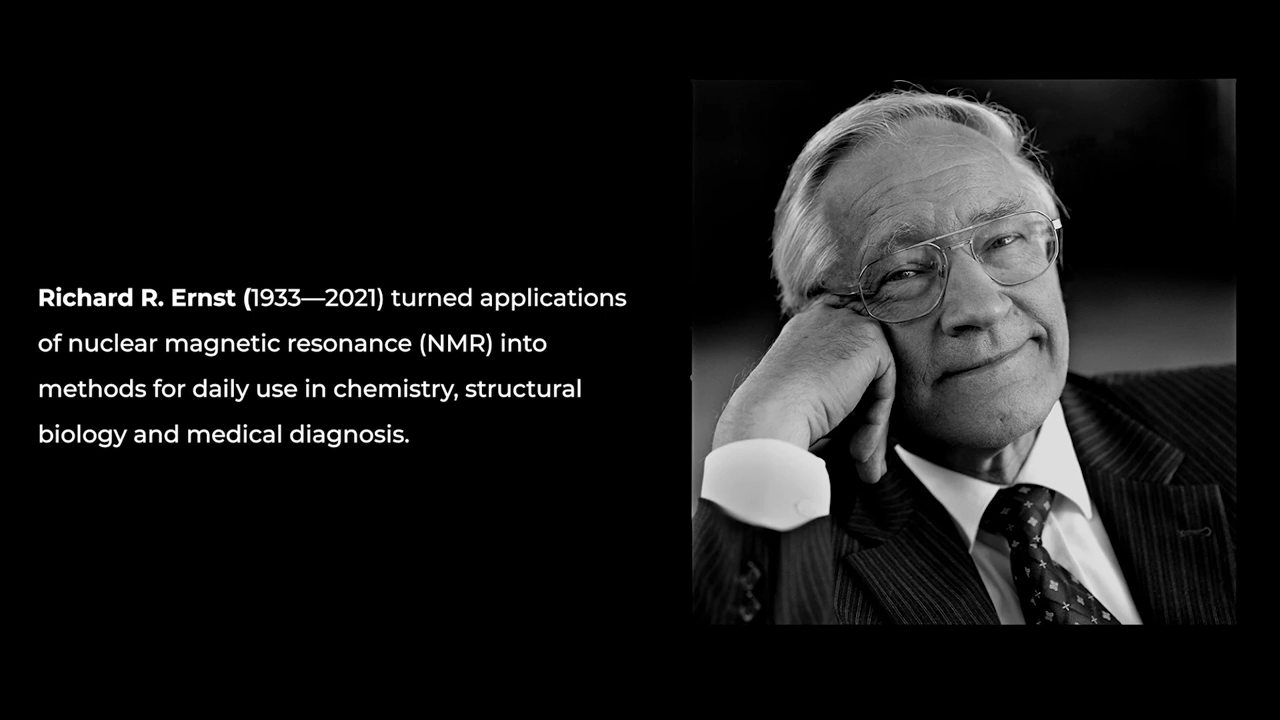 Richard R. Ernst (1933—2021) turned applications
of nuclear magnetic resonance (NMR) into
methods for daily use in chemistry, structural
biology and medical diagnosis.